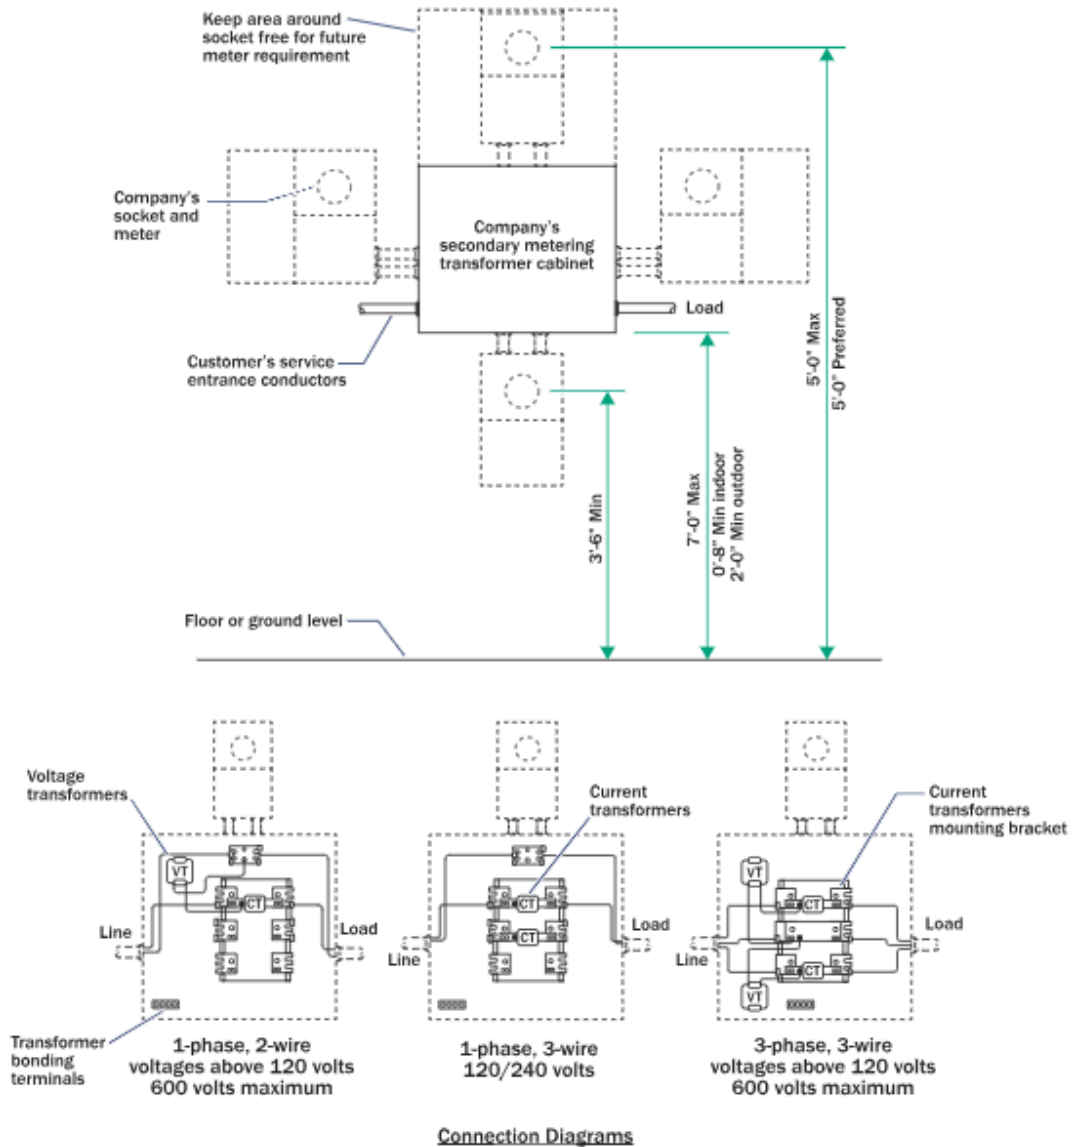 Keep area around
socket free for future
meter requirement
Company's
socket and
meter
Company's
secondary metering
transformer cabinet
Load
Customer's service
entrance conductors
5'-0" Max
5'-0" Preferred
7'-0" Max
0'-8" Min indoor
2'-0" Min outdoor
3'-6" Min
Floor or ground level
Voltage
transformers
VT
CT
Line
Load
Transformer
bonding
terminals
1-phase, 2-wire
voltages above 120 volts
600 volts maximum
Current
transformers
CT
CT
Line
Load
1-phase, 3-wire
120/240 volts
Current
transformers
mounting bracket
VT
CT
Line
Load
CT
VT
3-phase, 3-wire
voltages above 120 volts
600 volts maximum
Connection Diagrams